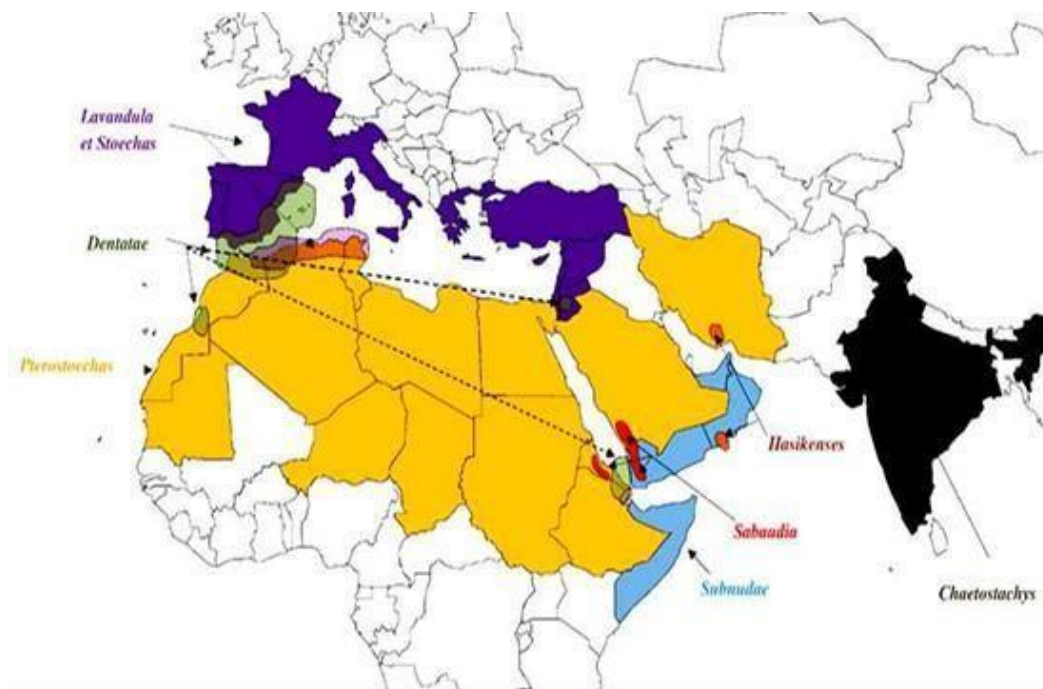 Lavandula
et Stoechas
Dentatae
Pterostoechas
Hasikenses
Sabaudia
Subnudae
Chaetostachys